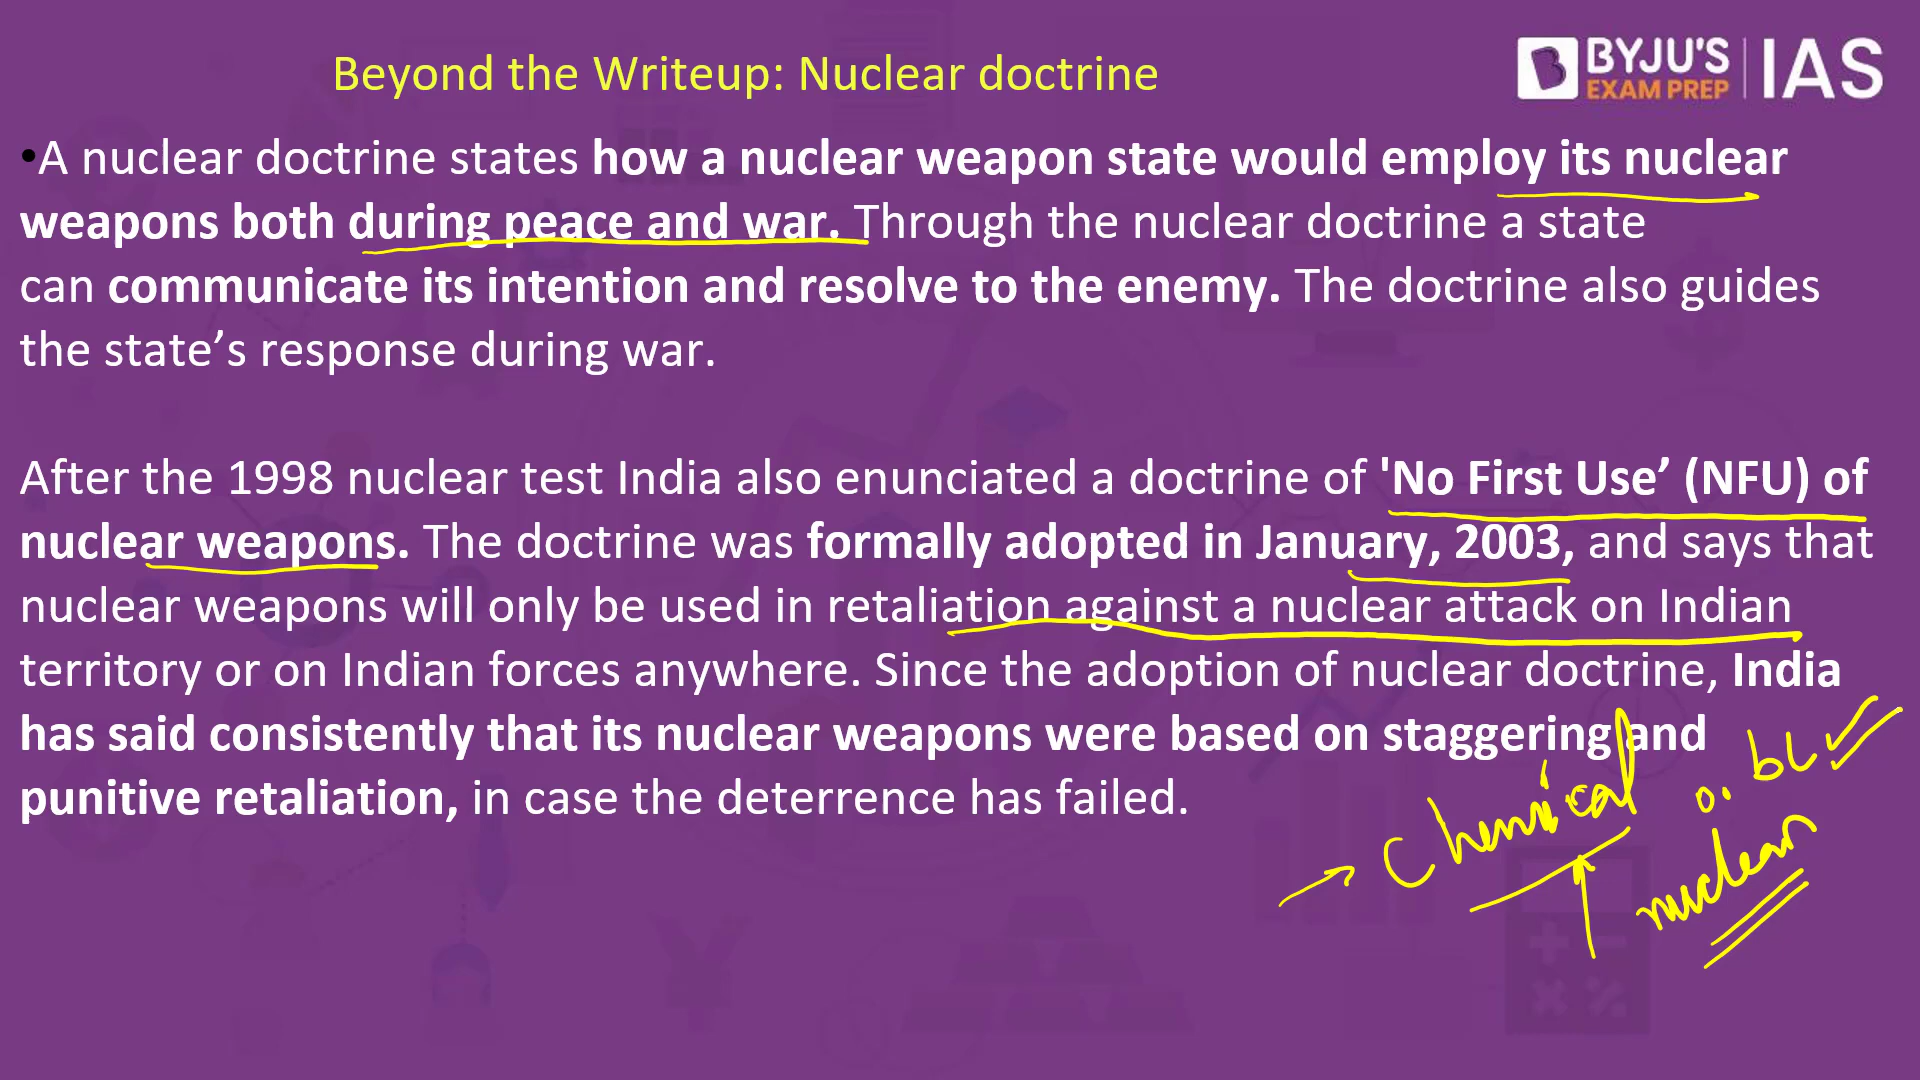 Beyond the Writeup: Nuclear doctrine
BYJU'S
EXAM PREP
IAS
•A nuclear doctrine states how a nuclear weapon state would employ its nuclear
weapons both during peace and war. Through the nuclear doctrine a state
can communicate its intention and resolve to the enemy. The doctrine also guides
the state’s response during war.
After the 1998 nuclear test India also enunciated a doctrine of 'No First Use’ (NFU) of
nuclear weapons. The doctrine was formally adopted in January, 2003, and says that
nuclear weapons will only be used in retaliation against a nuclear attack on Indian
territory or on Indian forces anywhere. Since the adoption of nuclear doctrine, India
has said consistently that its nuclear weapons were based on staggering and
punitive retaliation, in case the deterrence has failed.
Chemical
nuclear